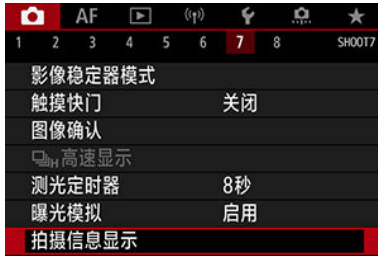 AF
1 2 3 4 5 6 7 8 SHOOT7
影像稳定器模式
触摸快门 关闭
图像确认
H高速显示
测光定时器 8秒
曝光模拟 启用
拍摄信息显示